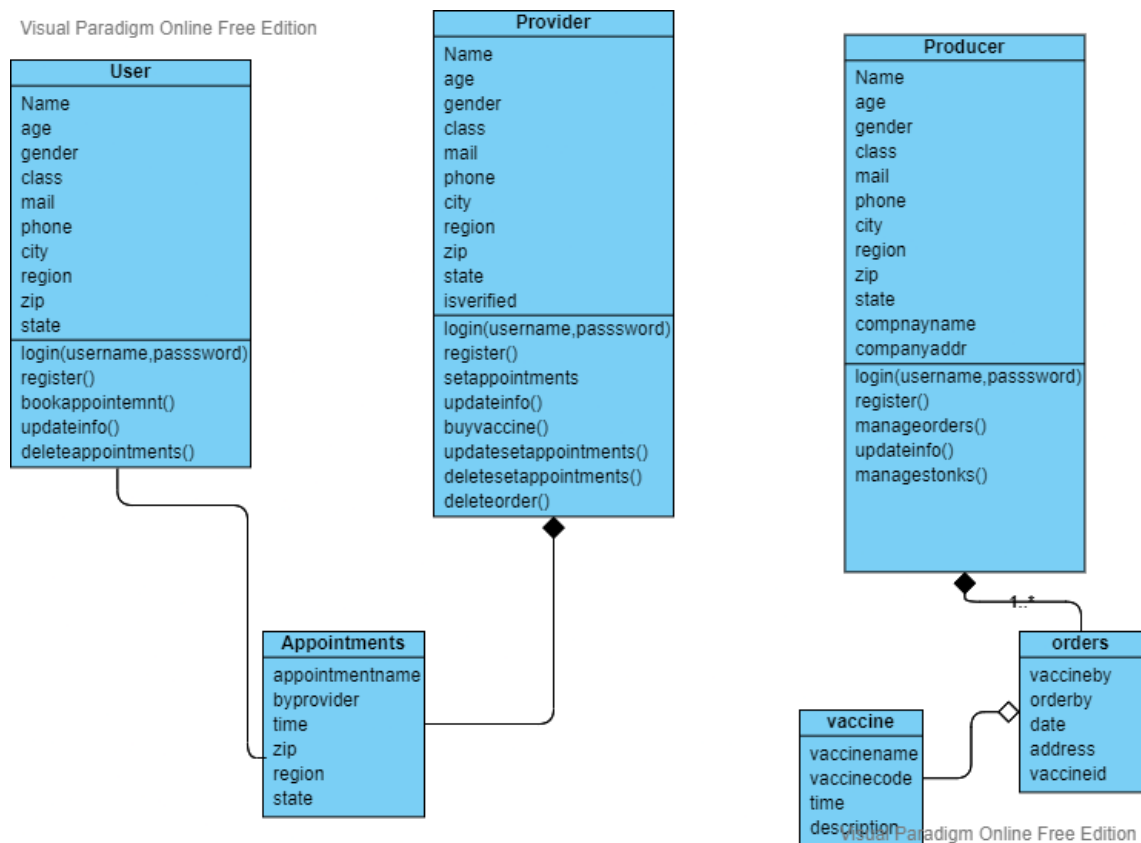 Visual Paradigm Online Free Edition
User
Name
age
gender
class
mail
phone
city
region
zip
state
login(username,passsword)
register()
bookappointemnt()
updateinfo()
deleteappointments()
Provider
Name
age
gender
class
mail
phone
city
region
zip
state
isverified
login(username,passsword)
register()
setappointments
updateinfo()
buyvaccine()
updatesetappointments()
deletesetappointments()
deleteorder()
Producer
Name
age
gender
class
mail
phone
city
region
zip
state
compnayname
companyaddr
login(username,passsword)
register()
manageorders()
updateinfo()
managestonks()
1..*
Appointments
appointmentname
byprovider
time
zip
region
state
orders
vaccineby
orderby
date
address
vaccineid
vaccine
vaccinename
vaccinecode
time
description
Visual Paradigm Online Free Edition